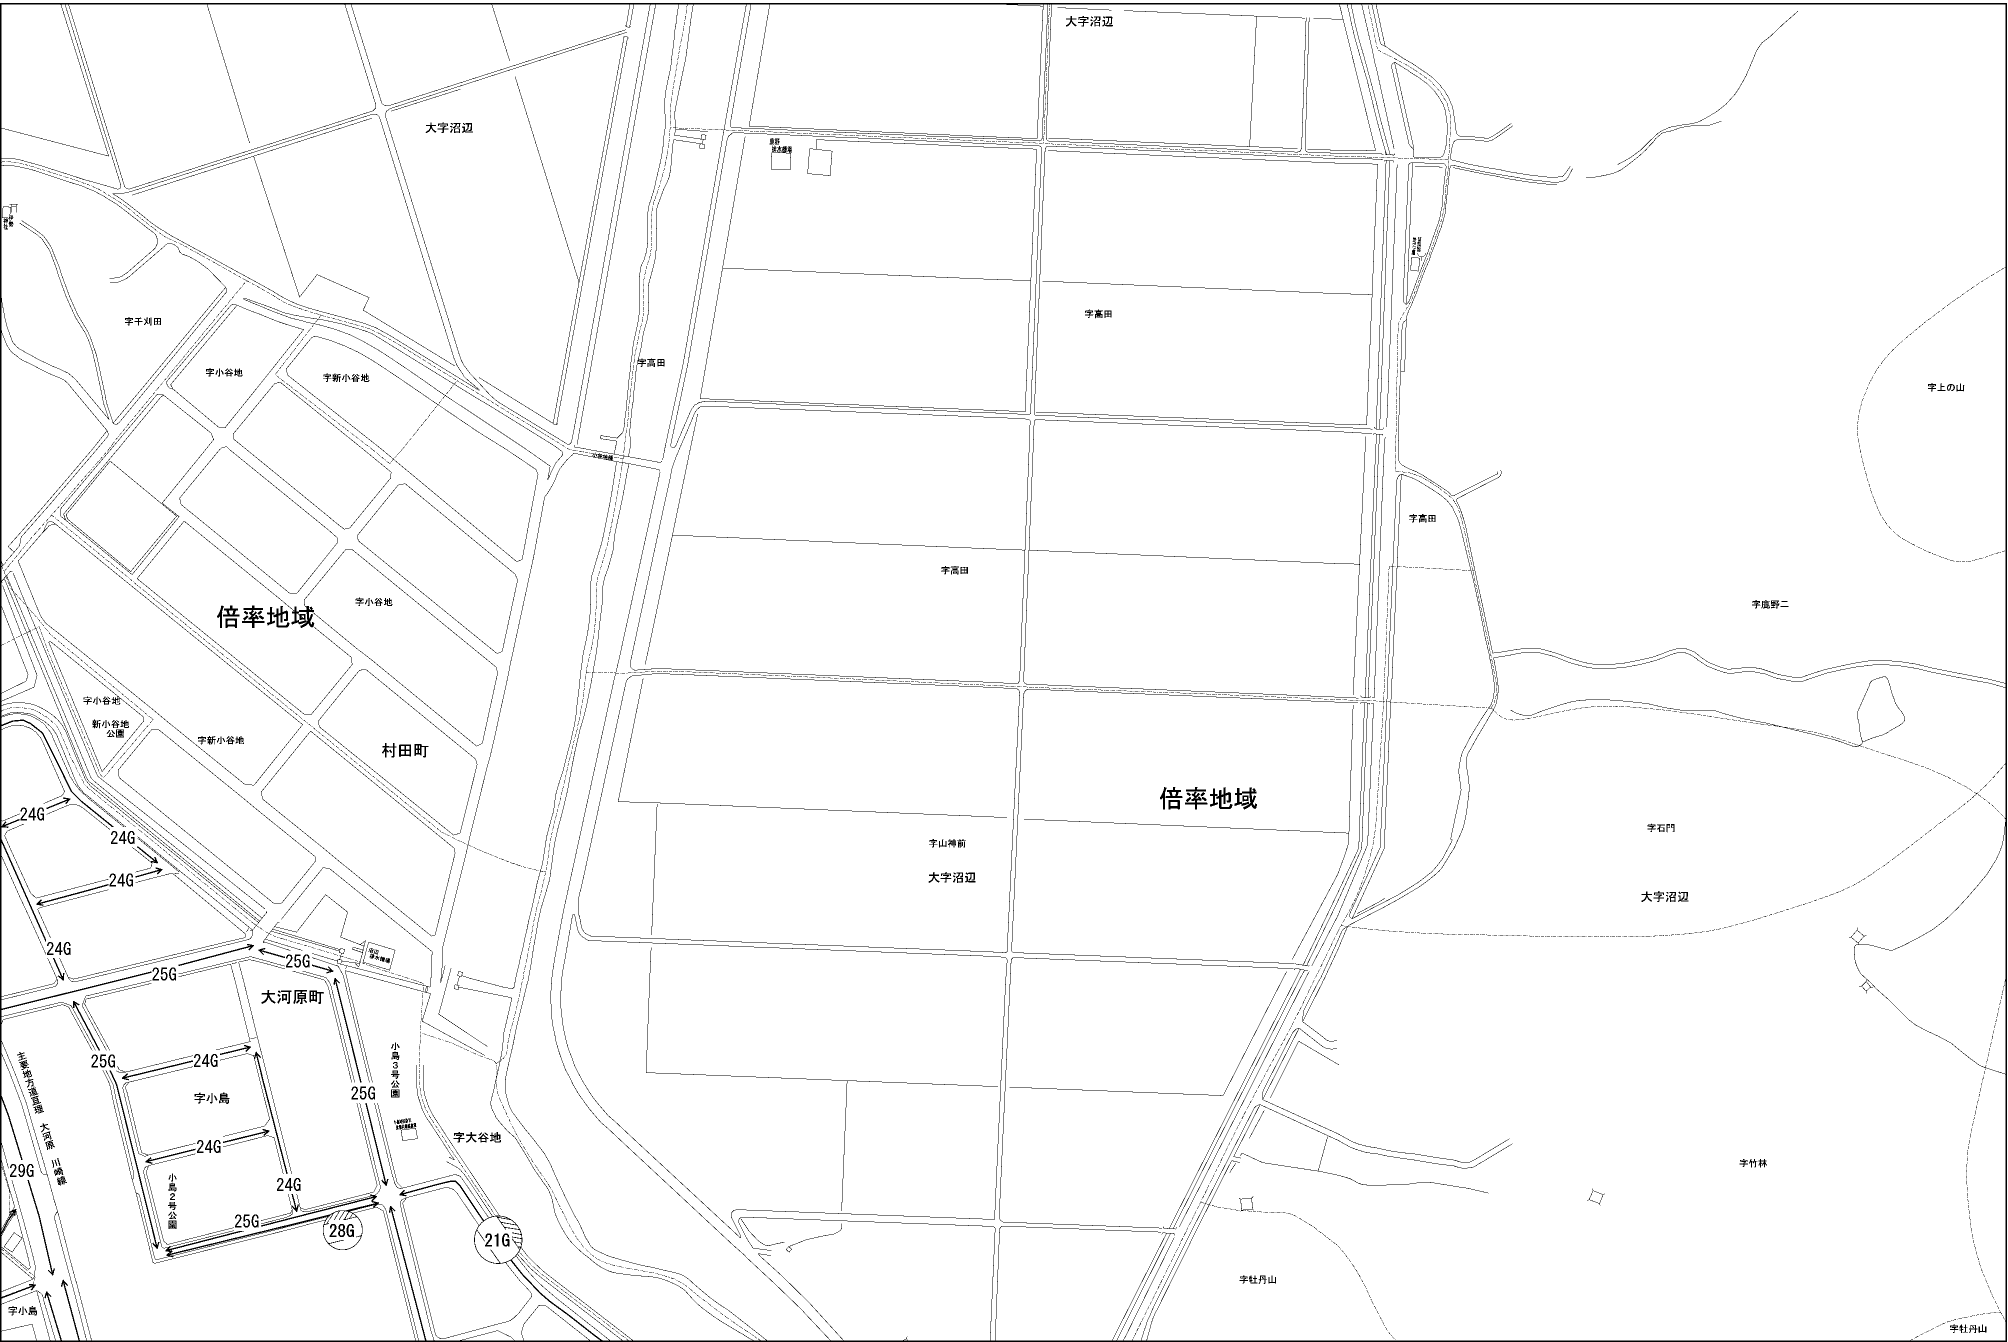 大字沼辺
大字沼辺
字高田
字千刈田
字高田
字小谷地
字新小谷地
字上の山
字高田
字高田
字小谷地
字鹿野二
倍率地域
字小谷地
新小谷地
公園
字新小谷地
村田町
倍率地域
24G
24G
字石門
字山神前
大字沼辺
24G
大字沼辺
24G
25G
25G
大河原町
小島3号公園
主要地方道亘理 大河原 川崎線
25G
24G
25G
字小島
字大谷地
24G
29G
小島2号公園
24G
字竹林
25G
28G
21G
字牡丹山
字小島
字牡丹山